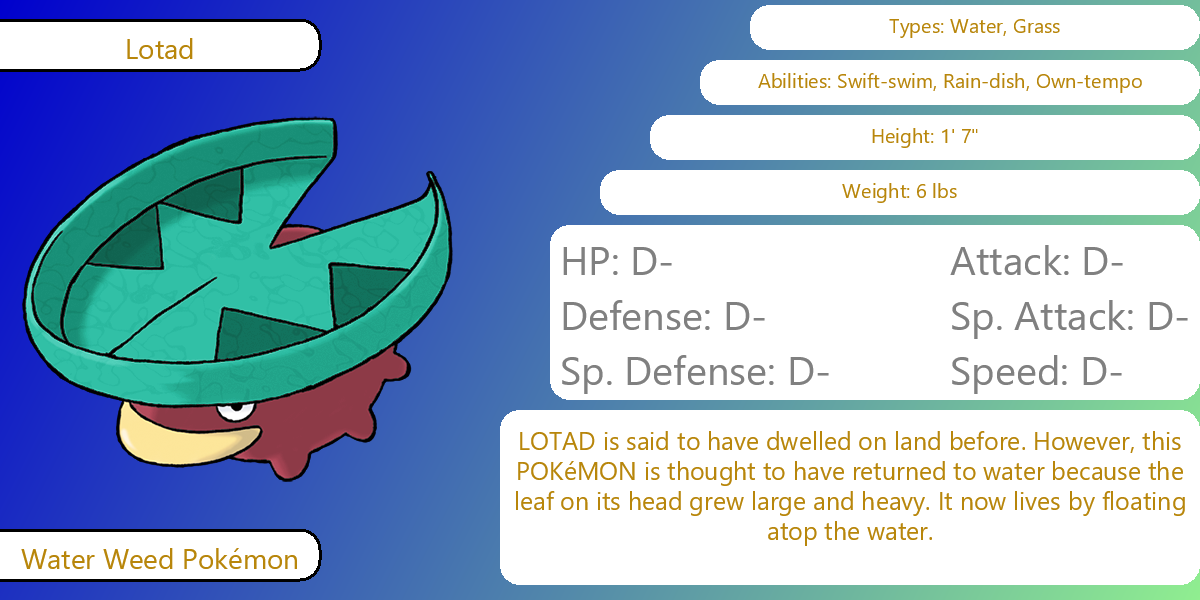 Lotad
Types: Water, Grass
Abilities: Swift-swim, Rain-dish, Own-tempo
Height: 1' 7"
Weight: 6 lbs
HP: D-
Attack: D-
Defense: D-
Sp. Attack: D-
Sp. Defense: D-
Speed: D-
LOTAD is said to have dwelled on land before. However, this
POKéMON is thought to have returned to water because the
leaf on its head grew large and heavy. It now lives by floating
atop the water.
Water Weed Pokémon